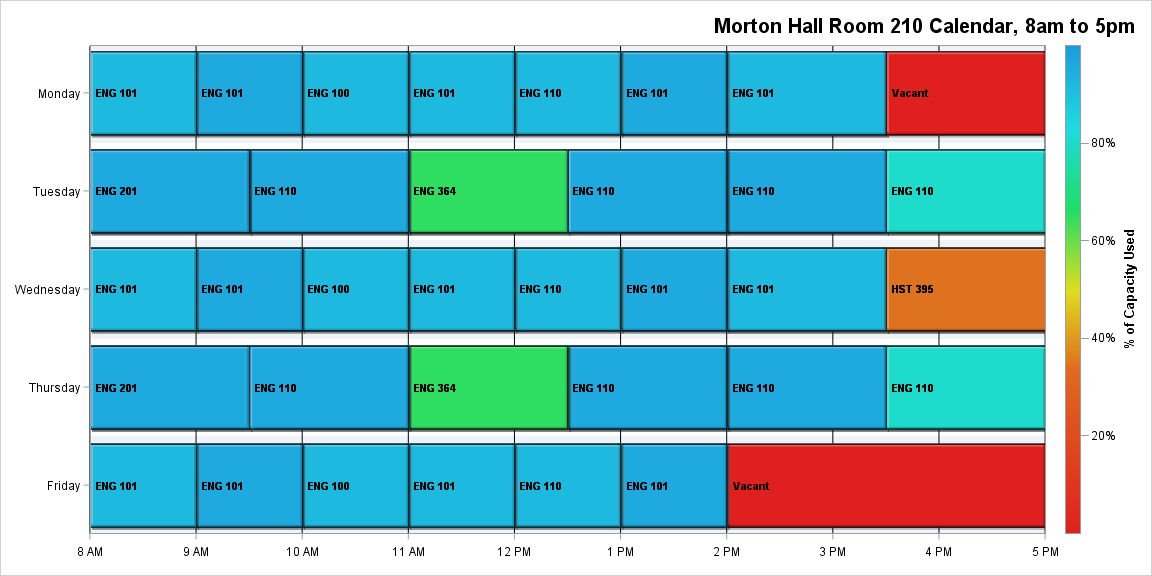 Morton Hall Room 210 Calendar, 8am to 5pm
Monday ENG 101 ENG 101 ENG 100 ENG 101 ENG 110 ENG 101 ENG 101 Vacant
80%
Tuesday ENG 201 ENG 110 ENG 364 ENG 110 ENG 110 ENG 110
60%
% of Capacity Used
Wednesday ENG 101 ENG 101 ENG 100 ENG 101 ENG 110 ENG 101 ENG 101 HST 395
40%
Thursday ENG 201 ENG 110 ENG 364 ENG 110 ENG 110 ENG 110
20%
Friday ENG 101 ENG 101 ENG 100 ENG 101 ENG 110 ENG 101 Vacant
8 AM 9 AM 10 AM 11 AM 12 PM 1 PM 2 PM 3 PM 4 PM 5 PM